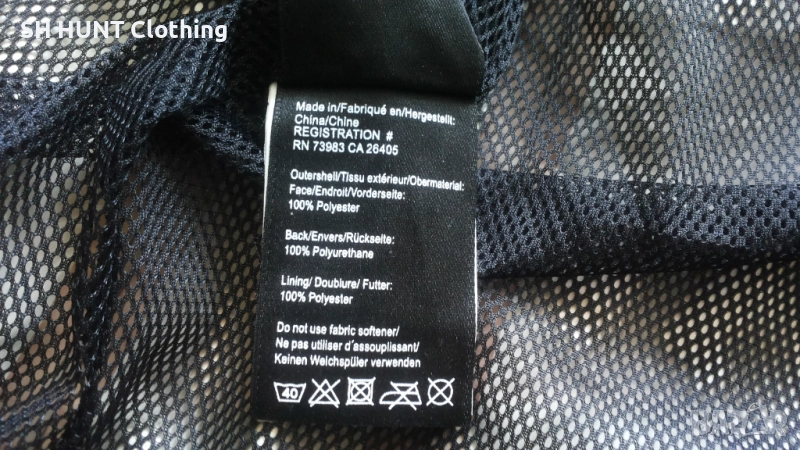 SH HUNT Clothing
Made in/Fabriqué en/Hergestellt:
China/Chine
REGISTRATION #
RN 73983 CA 26405
Outershell/Tissu extérieur/Obermaterial:
Face/Endroit/Vorderseite:
100% Polyester
Back/Envers/Rückseite:
100% Polyurethane
Lining/ Doublure/ Futter:
100% Polyester
Do not use fabric softener/
Ne pas utiliser d´assouplissant/
Keinen Weichspüler verwenden
40